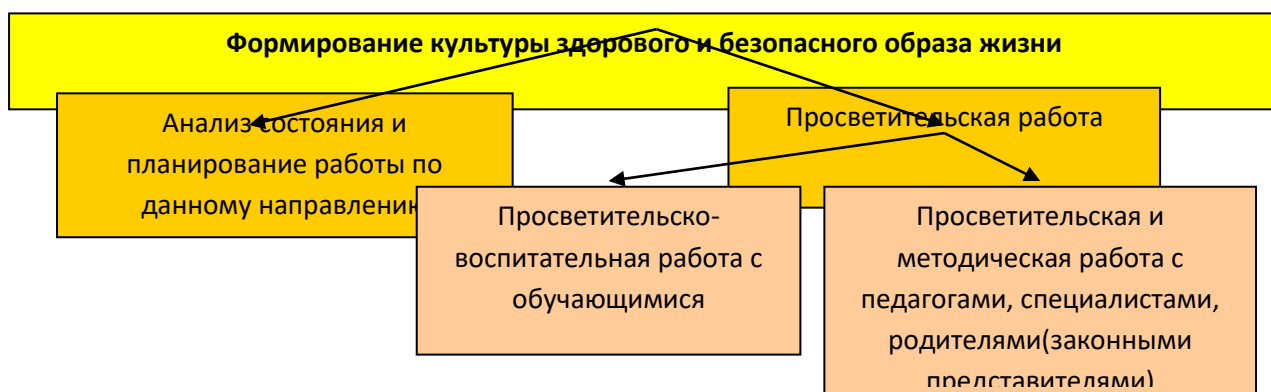 Формирование культуры здорового и безопасного образа жизни
Анализ состояния и
планирование работы по
данному направлению
Просветительская работа
Просветительско-
воспитательная работа с
обучающимися
Просветительская и
методическая работа с
педагогами, специалистами,
родителями(законными
представителями)